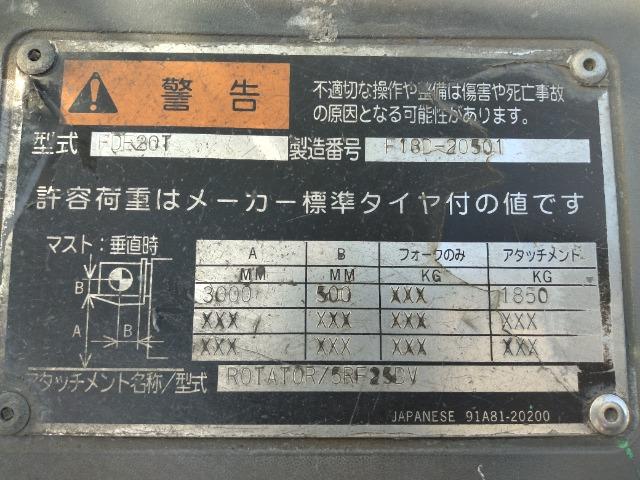 警告
不適切な操作や整備は傷害や死亡事故
の原因となる可能性があります。
型式 FDE20T 製造番号 F18D-20501
許容荷重はメーカー標準タイヤ付の値です
マスト:垂直時
A B フォークのみ アタッチメント
MM MM KG KG
3000 500 XXX 1850
XXX XXX XXX XXX
XXX XXX XXX XXX
B
A
B
アタッチメント名称/型式 ROTATOR/SRF25DV
JAPANESE 91A81-20200